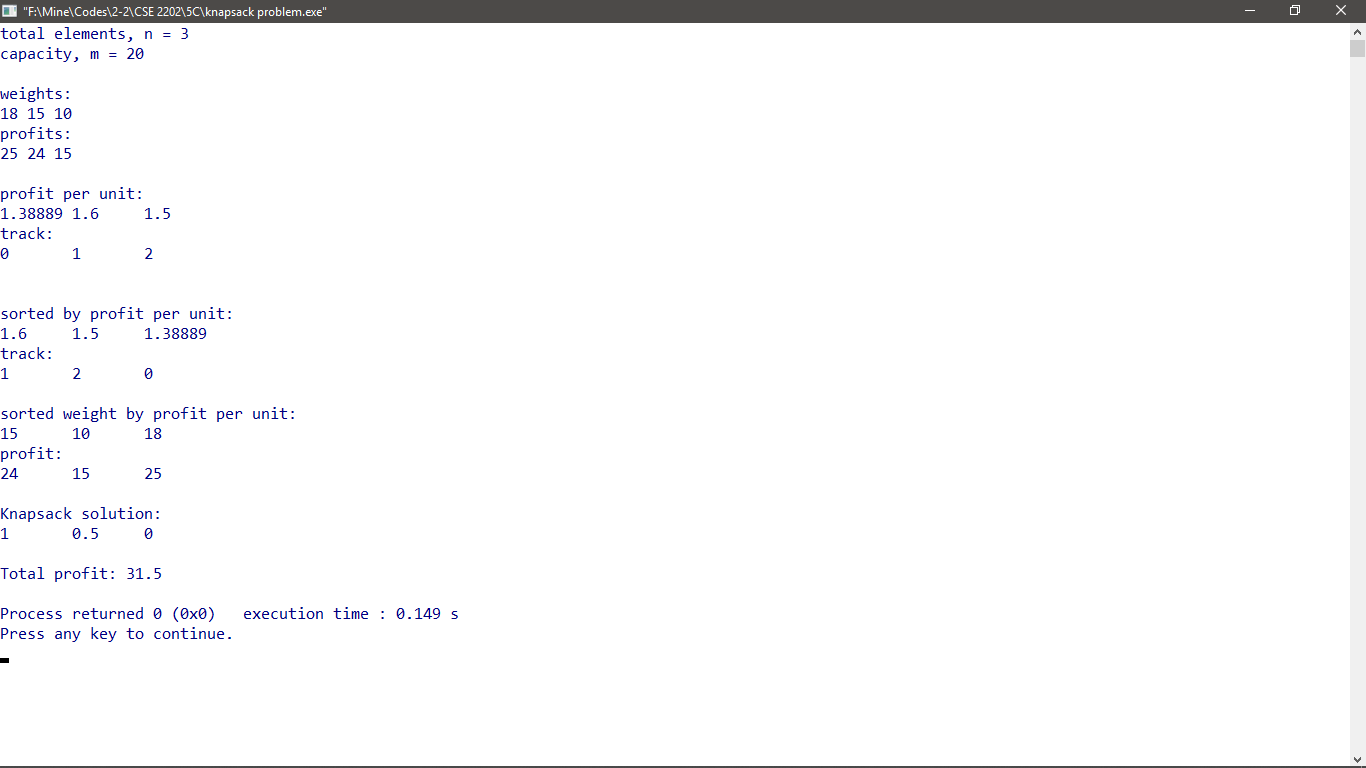 "F:\Mine\Codes\2-2\CSE 2202\5C\knapsack problem.exe"
total elements, n = 3
capacity, m = 20
weights:
18 15 10
profits:
25 24 15
profit per unit:
1.38889 1.6 1.5
track:
0 1 2
sorted by profit per unit:
1.6 1.5 1.38889
track:
1 2 0
sorted weight by profit per unit:
15 10 18
profit:
24 15 25
Knapsack solution:
1 0.5 0
Total profit: 31.5
Process returned 0 (0x0) execution time : 0.149 s
Press any key to continue.